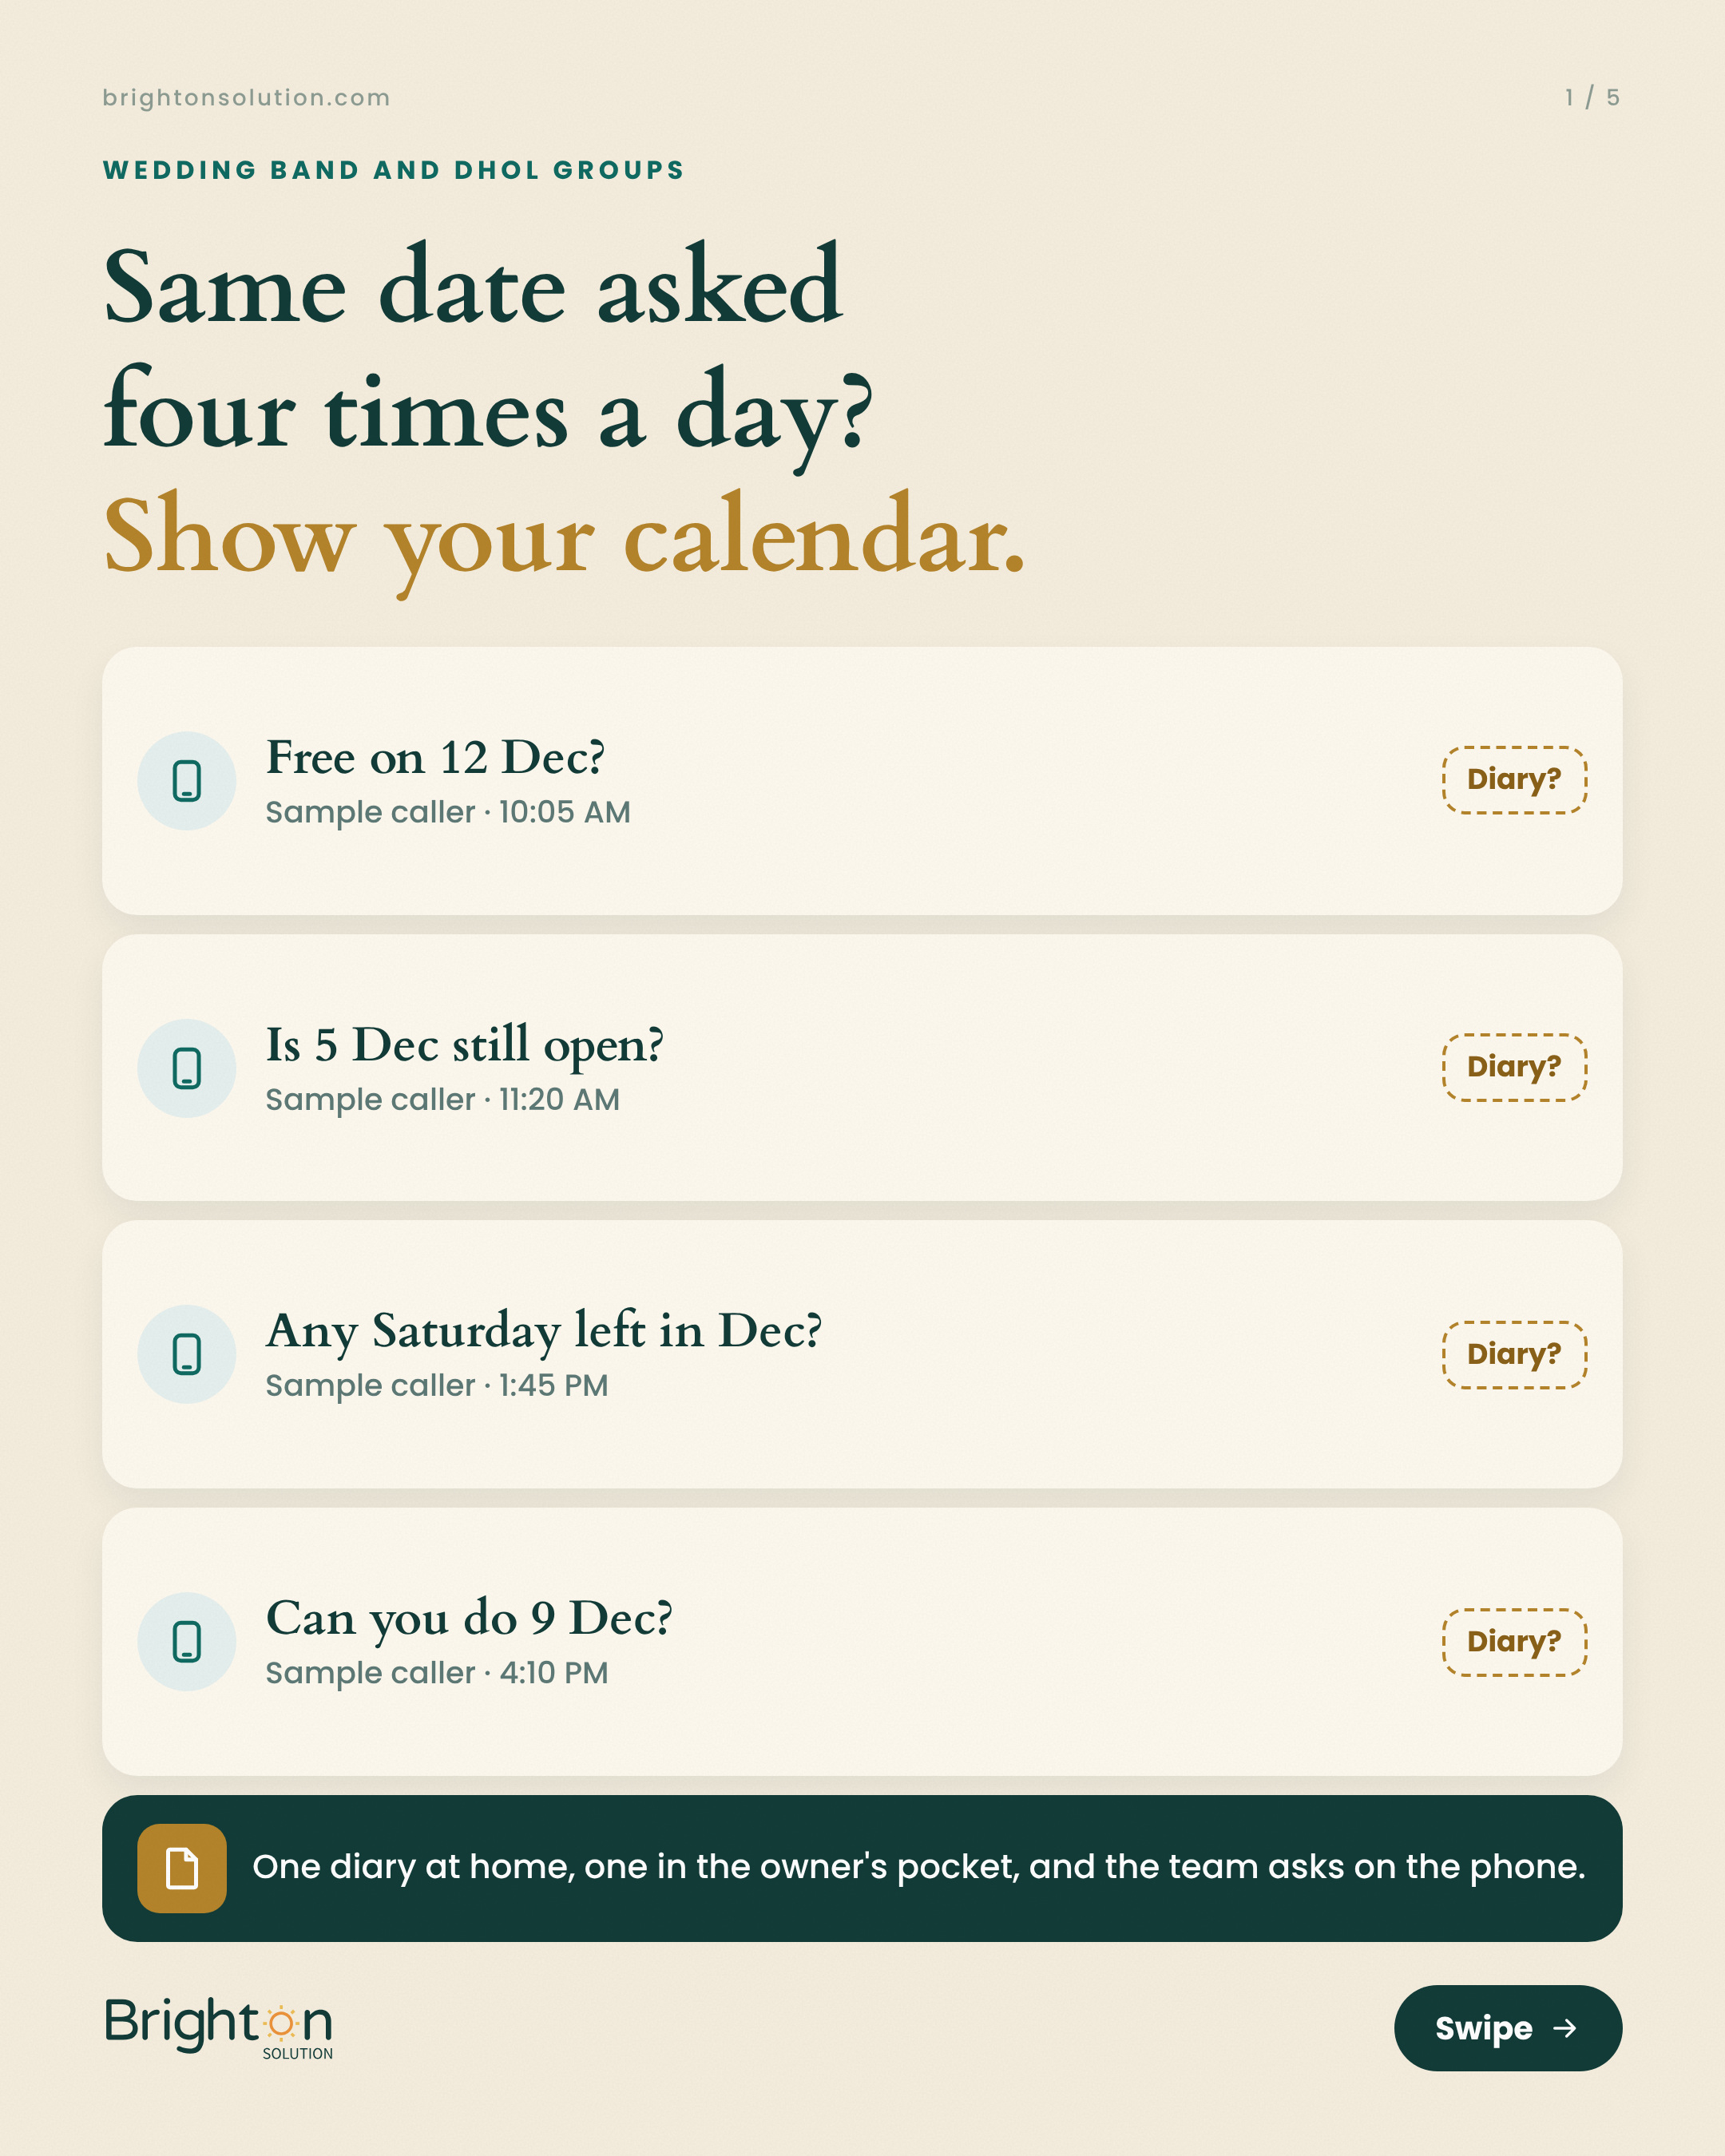 brightonsolution.com
1 / 5
WEDDING BAND AND DHOL GROUPS
Same date asked
four times a day?
Show your calendar.
Free on 12 Dec?
Sample caller · 10:05 AM
Diary?
Is 5 Dec still open?
Sample caller · 11:20 AM
Diary?
Any Saturday left in Dec?
Sample caller · 1:45 PM
Diary?
Can you do 9 Dec?
Sample caller · 4:10 PM
Diary?
One diary at home, one in the owner's pocket, and the team asks on the phone.
Brighton
SOLUTION
Swipe →